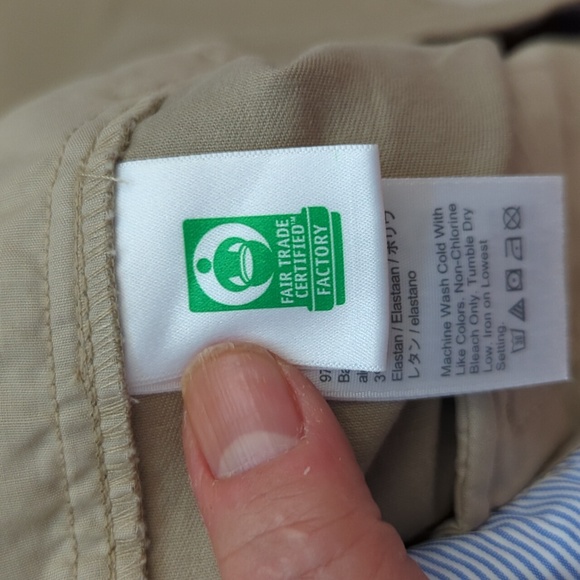 FAIR TRADE
CERTIFIED™
FACTORY
Elastan / Elastaan / ポリウ
レタン / elastano
Machine Wash Cold With
Like Colors. Non-Chlorine
Bleach Only. Tumble Dry
Low. Iron on Lowest
Setting.